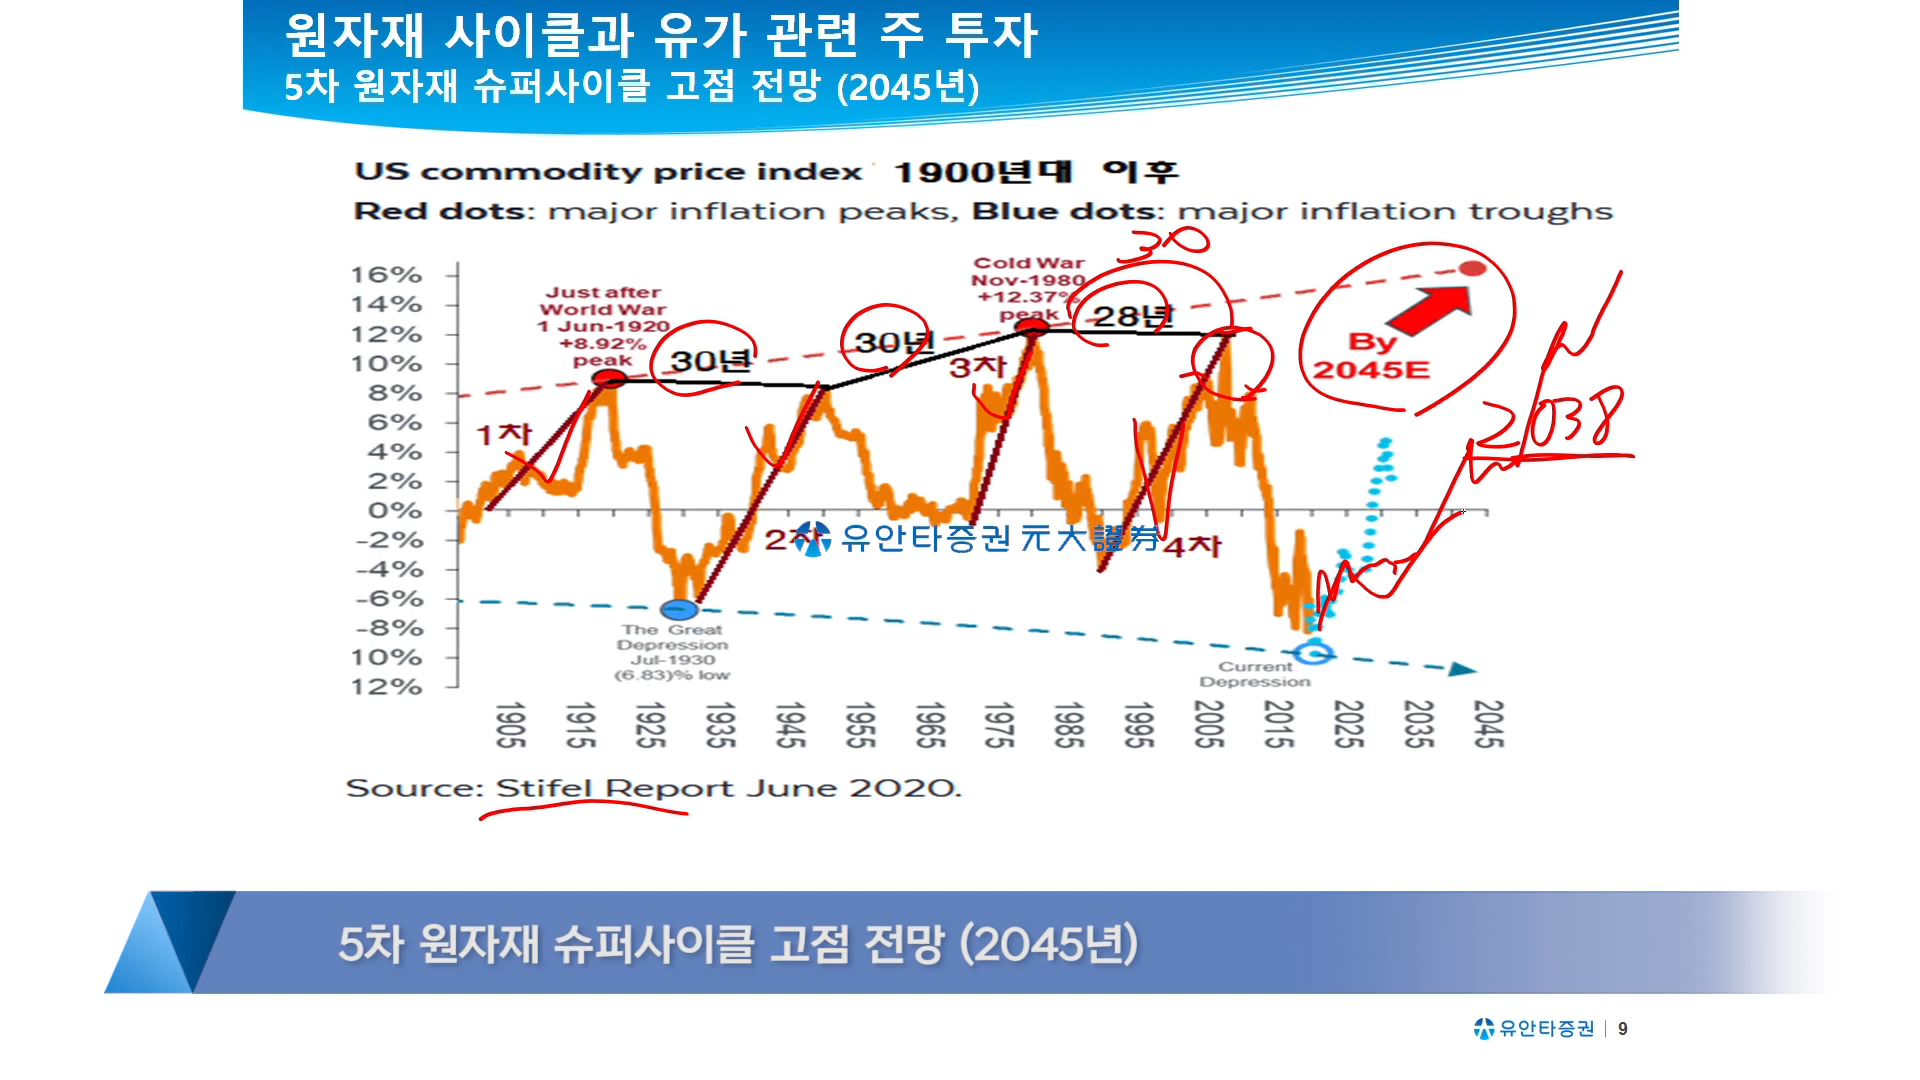 원자재 사이클과 유가 관련 주 투자
5차 원자재 슈퍼사이클 고점 전망 (2045년)
US commodity price index 1900년대 이후
Red dots: major inflation peaks, Blue dots: major inflation troughs
30
16%
14%
12%
10%
8%
6%
4%
2%
0%
-2%
-4%
-6%
-8%
10%
12%
Just after
World War
1 Jun-1920
+8.92%
peak
Cold War
Nov-1980
+12.37%
peak
30년
30년
28년
1차
2차
3차
4차
By
2045E
2038
유안타증권 元大證券
The Great
Depression
Jul-1930
(6.83)% low
Current
Depression
1905 1915 1925 1935 1945 1955 1965 1975 1985 1995 2005 2015 2025 2035 2045
Source: Stifel Report June 2020.
5차 원자재 슈퍼사이클 고점 전망 (2045년)
유안타증권 | 9